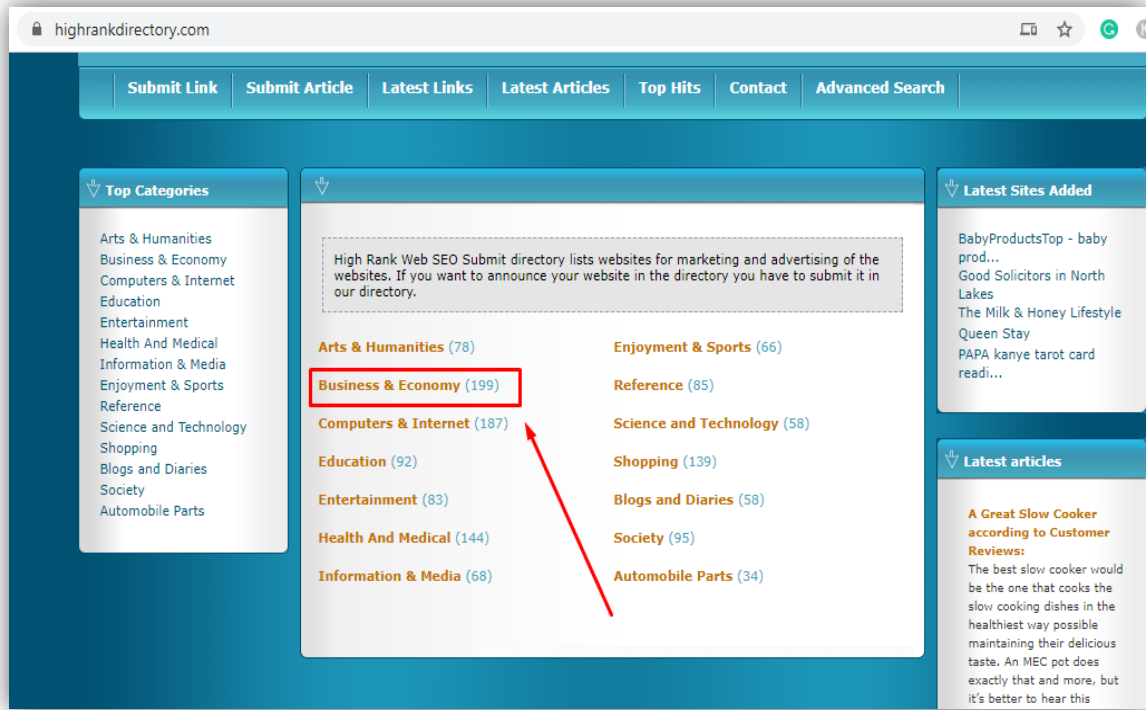 highrankdirectory.com
Submit Link
Submit Article
Latest Links
Latest Articles
Top Hits
Contact
Advanced Search
Top Categories
Arts & Humanities
Business & Economy
Computers & Internet
Education
Entertainment
Health And Medical
Information & Media
Enjoyment & Sports
Reference
Science and Technology
Shopping
Blogs and Diaries
Society
Automobile Parts
High Rank Web SEO Submit directory lists websites for marketing and advertising of the
websites. If you want to announce your website in the directory you have to submit it in
our directory.
Arts & Humanities (78)
Business & Economy (199)
Computers & Internet (187)
Education (92)
Entertainment (83)
Health And Medical (144)
Information & Media (68)
Enjoyment & Sports (66)
Reference (85)
Science and Technology (58)
Shopping (139)
Blogs and Diaries (58)
Society (95)
Automobile Parts (34)
Latest Sites Added
BabyProductsTop - baby
prod...
Good Solicitors in North
Lakes
The Milk & Honey Lifestyle
Queen Stay
PAPA kanye tarot card
readi...
Latest articles
A Great Slow Cooker
according to Customer
Reviews:
The best slow cooker would
be the one that cooks the
slow cooking dishes in the
healthiest way possible
maintaining their delicious
taste. An MEC pot does
exactly that and more, but
it's better to hear this